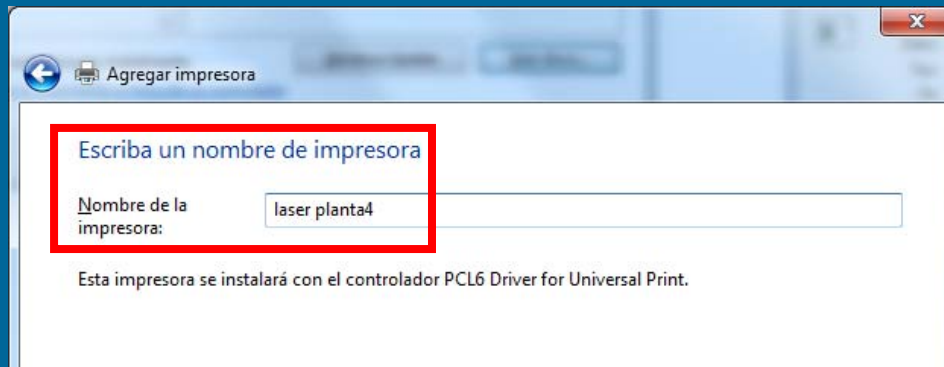 Agregar impresora
Escriba un nombre de impresora
Nombre de la
impresora:
laser planta4
Esta impresora se instalará con el controlador PCL6 Driver for Universal Print.